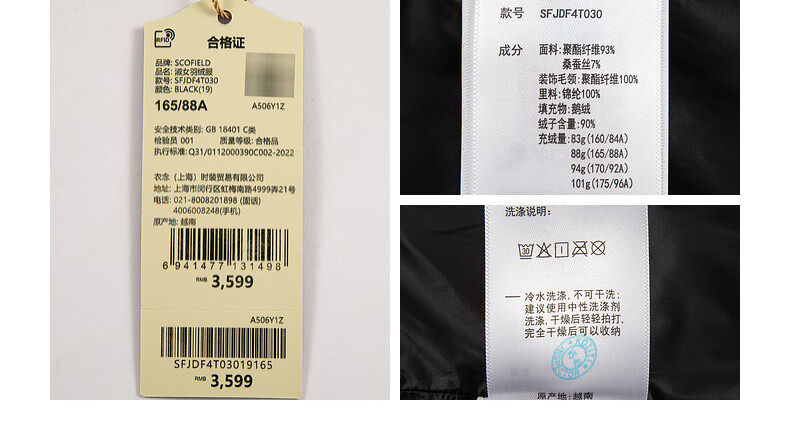 RFID
合格证
品牌: SCOFIELD
品名: 淑女羽绒服
款号: SFJDF4T030
颜色: BLACK(19)
165/88A
A506Y1Z
安全技术类别: GB 18401 C类
检验员 001 质量等级: 合格品
执行标准: Q31/0112000390C002-2022
衣念（上海）时装贸易有限公司
地址: 上海市闵行区虹梅南路4999弄21号
电话: 021-8008201898 (固话)
4006008248(手机)
原产地: 越南
6 941477 131498
RMB 3,599
A506Y1Z
SFJDF4T03019165
RMB 3,599
款号 SFJDF4T030
成分 面料:聚酯纤维93%
桑蚕丝7%
装饰毛领:聚酯纤维100%
里料:锦纶100%
填充物:鹅绒
绒子含量:90%
充绒量:83g(160/84A)
88g(165/88A)
94g(170/92A)
101g(175/96A)
洗涤说明:
30
一 冷水洗涤,不可干洗;
建议使用中性洗涤剂
洗涤,干燥后轻轻拍打,
完全干燥后可以收纳
原产地:越南